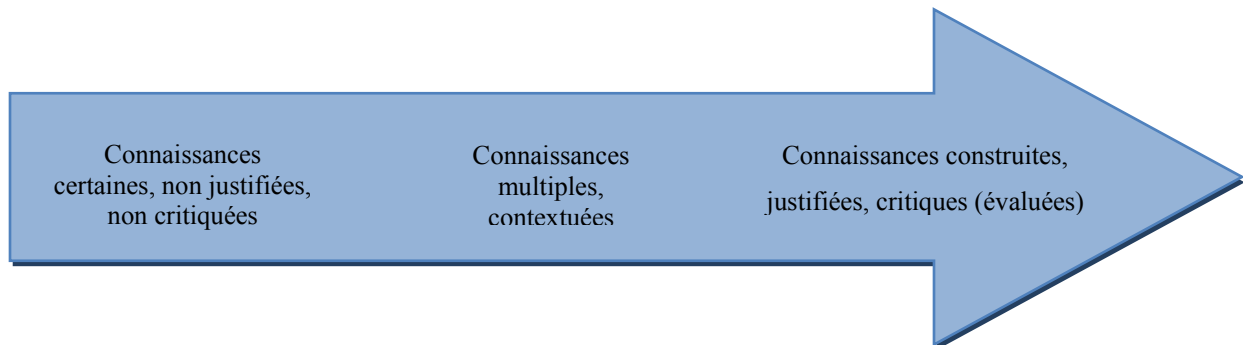 Connaissances
certaines, non justifiées,
non critiquées
Connaissances
multiples,
contextuées
Connaissances construites,
justifiées, critiques (évaluées)